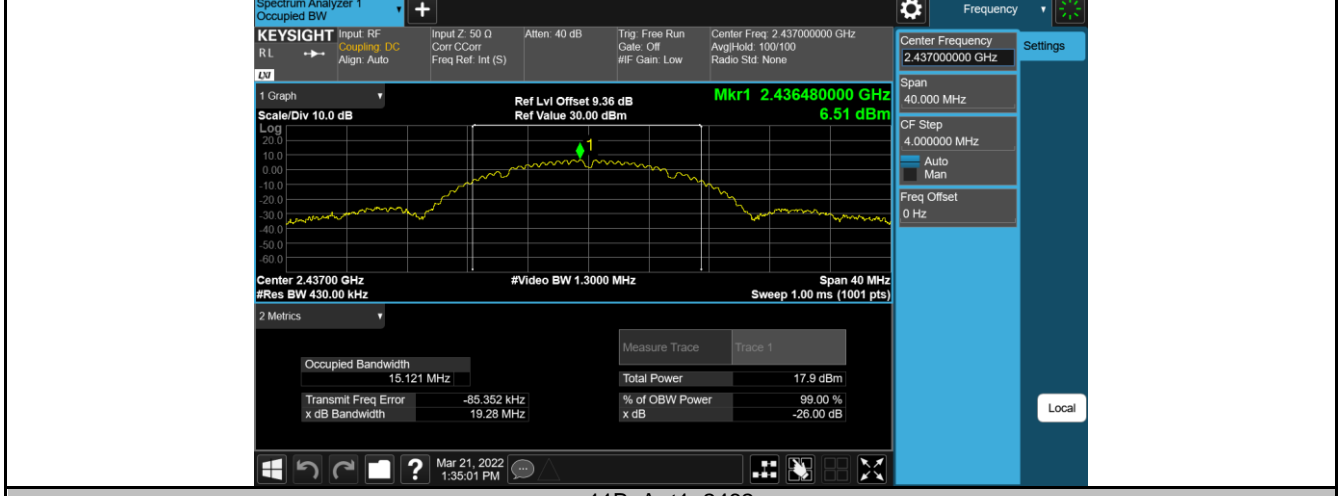 Spectrum Analyzer 1
Occupied BW
Frequency
KEYSIGHT
R L
LXI
Input: RF
Coupling: DC
Align: Auto
Input Z: 50 Ω
Corr CCorr
Freq Ref: Int (S)
Atten: 40 dB
Trig: Free Run
Gate: Off
#IF Gain: Low
Center Freq: 2.437000000 GHz
Avg|Hold: 100/100
Radio Std: None
Center Frequency
2.437000000 GHz
Settings
Span
40.000 MHz
CF Step
4.000000 MHz
Auto
Man
Freq Offset
0 Hz
1 Graph
Scale/Div 10.0 dB
Ref Lvl Offset 9.36 dB
Ref Value 30.00 dBm
Mkr1 2.436480000 GHz
6.51 dBm
Log
20.0
10.0
0.00
-10.0
-20.0
-30.0
-40.0
-50.0
-60.0
1
Center 2.43700 GHz
#Res BW 430.00 kHz
#Video BW 1.3000 MHz
Span 40 MHz
Sweep 1.00 ms (1001 pts)
2 Metrics
Measure Trace
Trace 1
Occupied Bandwidth
15.121 MHz
Total Power
17.9 dBm
Transmit Freq Error
-85.352 kHz
% of OBW Power
99.00 %
x dB Bandwidth
19.28 MHz
x dB
-26.00 dB
Local
?
Mar 21, 2022
1:35:01 PM